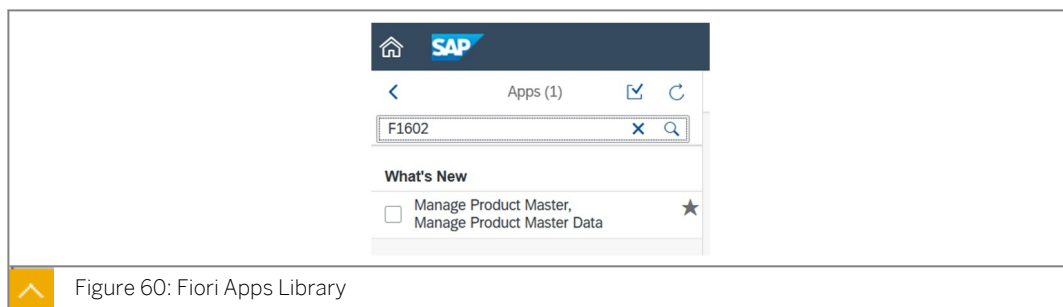 SAP
Apps (1)
F1602
What's New
Manage Product Master,
Manage Product Master Data
Figure 60: Fiori Apps Library